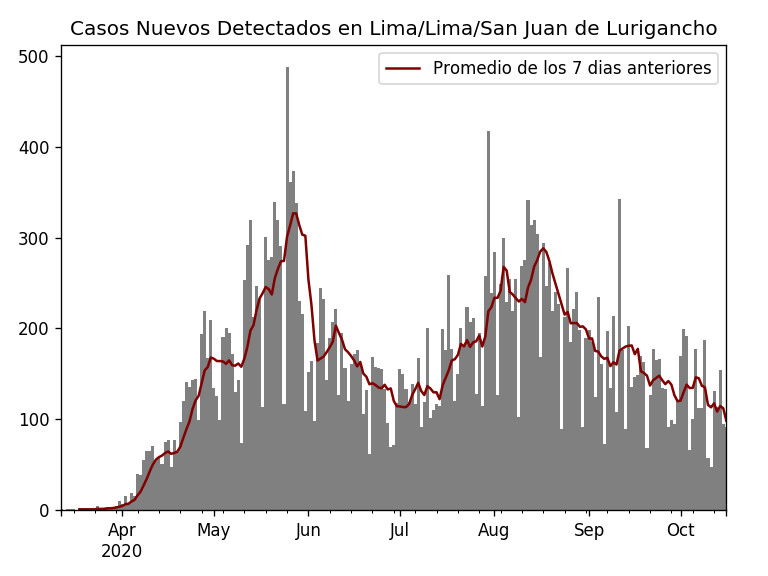 Casos Nuevos Detectados en Lima/Lima/San Juan de Lurigancho
Promedio de los 7 dias anteriores
500
400
300
200
100
0
Apr May Jun Jul Aug Sep Oct
2020